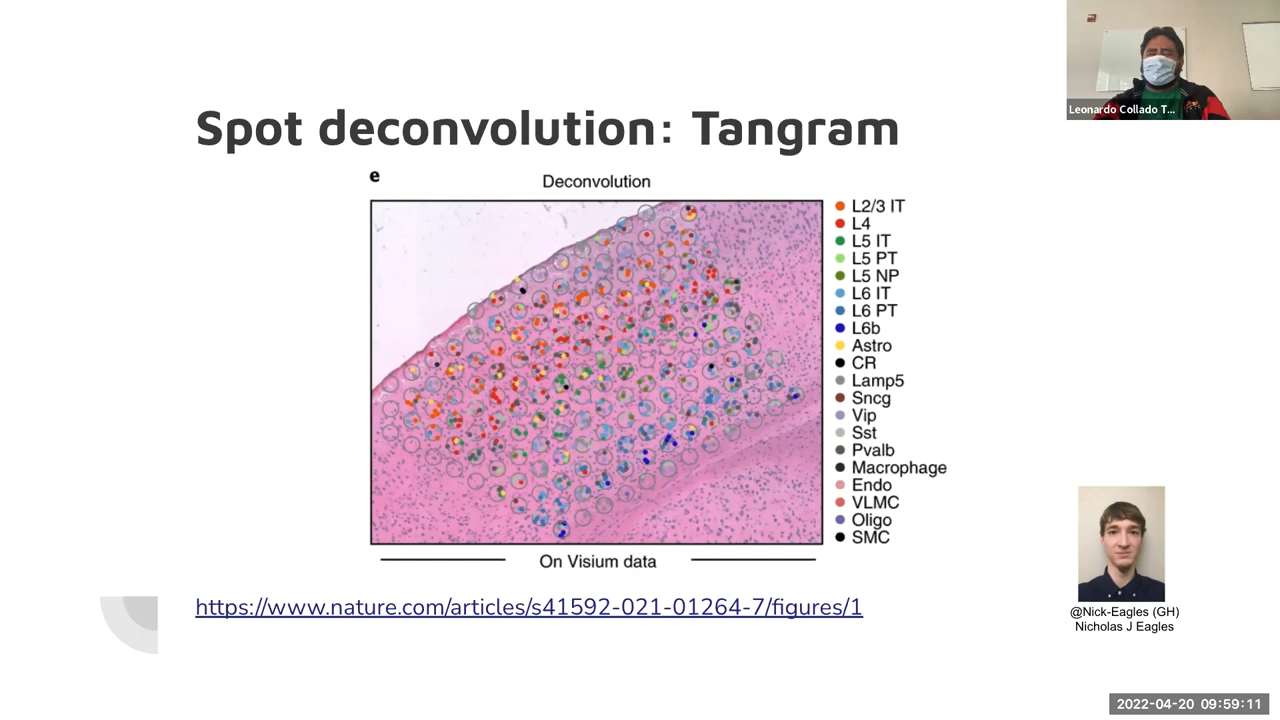 Leonardo Collado T...
Spot deconvolution: Tangram
e
Deconvolution
L2/3 IT
L4
L5 IT
L5 PT
L5 NP
L6 IT
L6 PT
L6b
Astro
CR
Lamp5
Sncg
Vip
Sst
Pvalb
Macrophage
Endo
VLMC
Oligo
SMC
On Visium data
https://www.nature.com/articles/s41592-021-01264-7/figures/1
@Nick-Eagles (GH)
Nicholas J Eagles
2022-04-20 09:59:11